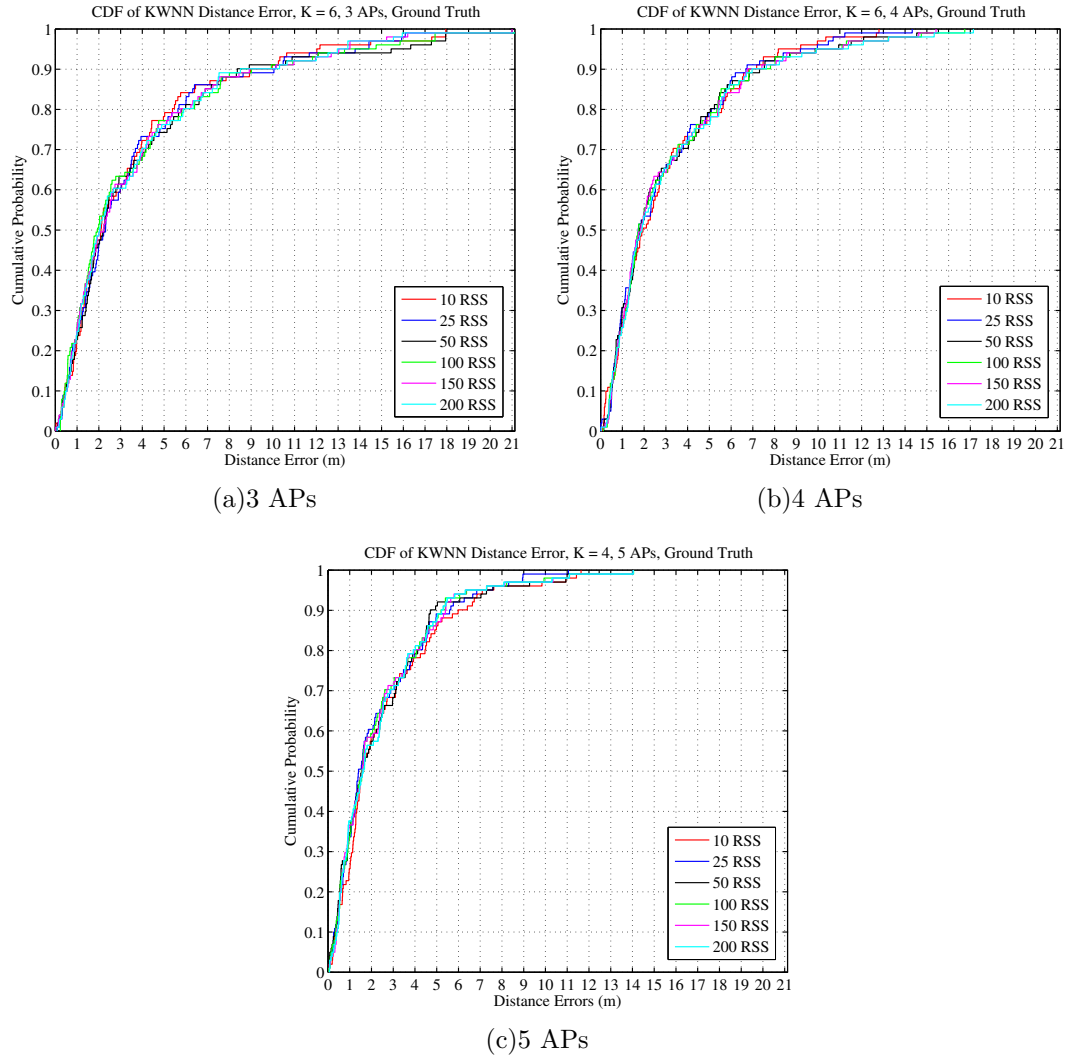 CDF of KWNN Distance Error, K = 6, 3 APs, Ground Truth
1
0.9
0.8
0.7
0.6
0.5
0.4
0.3
0.2
0.1
0
Cumulative Probability
10 RSS
25 RSS
50 RSS
100 RSS
150 RSS
200 RSS
0 1 2 3 4 5 6 7 8 9 10 11 12 13 14 15 16 17 18 19 20 21
Distance Error (m)
(a)3 APs
CDF of KWNN Distance Error, K = 6, 4 APs, Ground Truth
1
0.9
0.8
0.7
0.6
0.5
0.4
0.3
0.2
0.1
0
Cumulative Probability
10 RSS
25 RSS
50 RSS
100 RSS
150 RSS
200 RSS
0 1 2 3 4 5 6 7 8 9 10 11 12 13 14 15 16 17 18 19 20 21
Distance Error (m)
(b)4 APs
CDF of KWNN Distance Error, K = 4, 5 APs, Ground Truth
1
0.9
0.8
0.7
0.6
0.5
0.4
0.3
0.2
0.1
0
Cumulative Probability
10 RSS
25 RSS
50 RSS
100 RSS
150 RSS
200 RSS
0 1 2 3 4 5 6 7 8 9 10 11 12 13 14 15 16 17 18 19 20 21
Distance Errors (m)
(c)5 APs